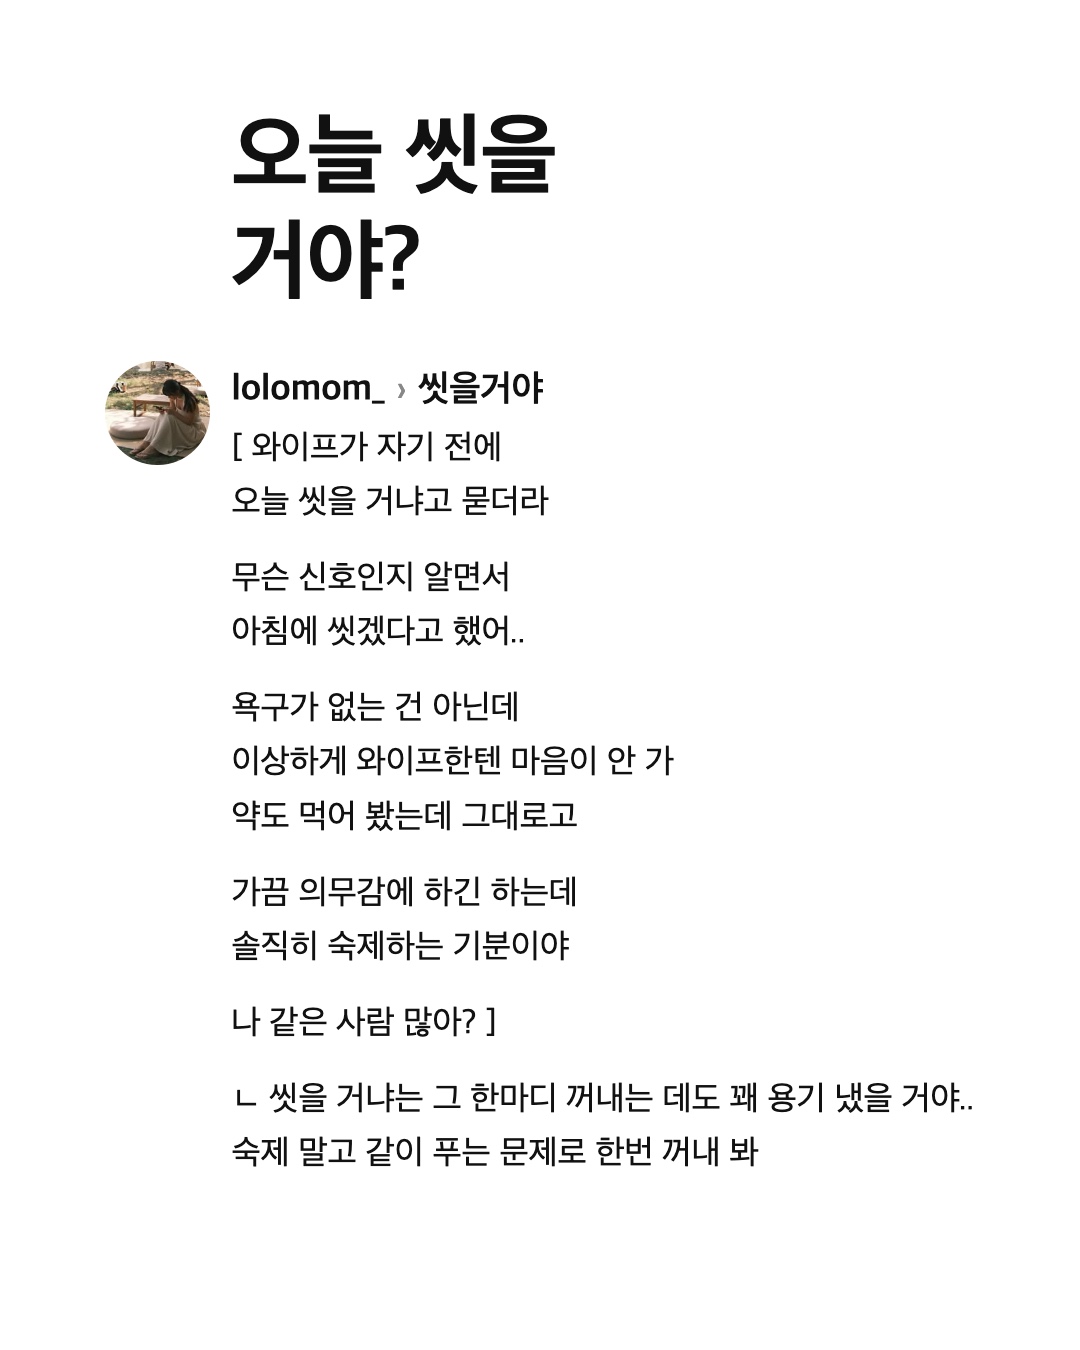 오늘 씻을
거야?
lolomom_ › 씻을거야
[ 와이프가 자기 전에
오늘 씻을 거냐고 묻더라
무슨 신호인지 알면서
아침에 씻겠다고 했어..
욕구가 없는 건 아닌데
이상하게 와이프한텐 마음이 안 가
약도 먹어 봤는데 그대로고
가끔 의무감에 하긴 하는데
솔직히 숙제하는 기분이야
나 같은 사람 많아? ]
ㄴ 씻을 거냐는 그 한마디 꺼내는 데도 꽤 용기 냈을 거야..
숙제 말고 같이 푸는 문제로 한번 꺼내 봐